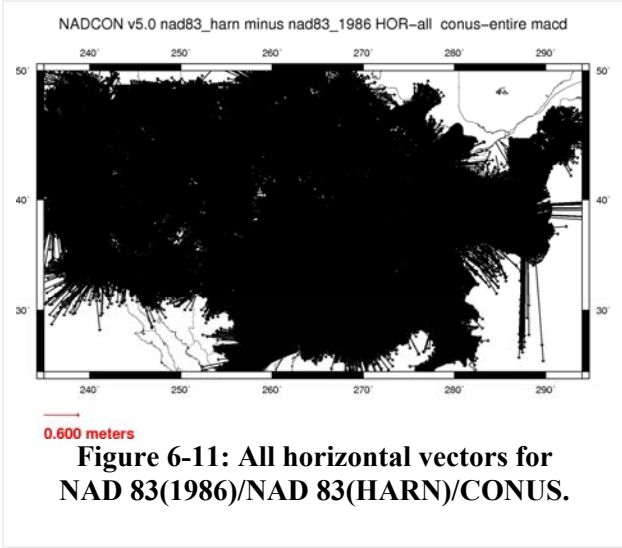 NADCON v5.0 nad83_harn minus nad83_1986 HOR-all conus-entire macd
240° 250° 260° 270° 280° 290°
50° 50°
40° 40°
30° 30°
240° 250° 260° 270° 280° 290°
0.600 meters
Figure 6-11: All horizontal vectors for
NAD 83(1986)/NAD 83(HARN)/CONUS.